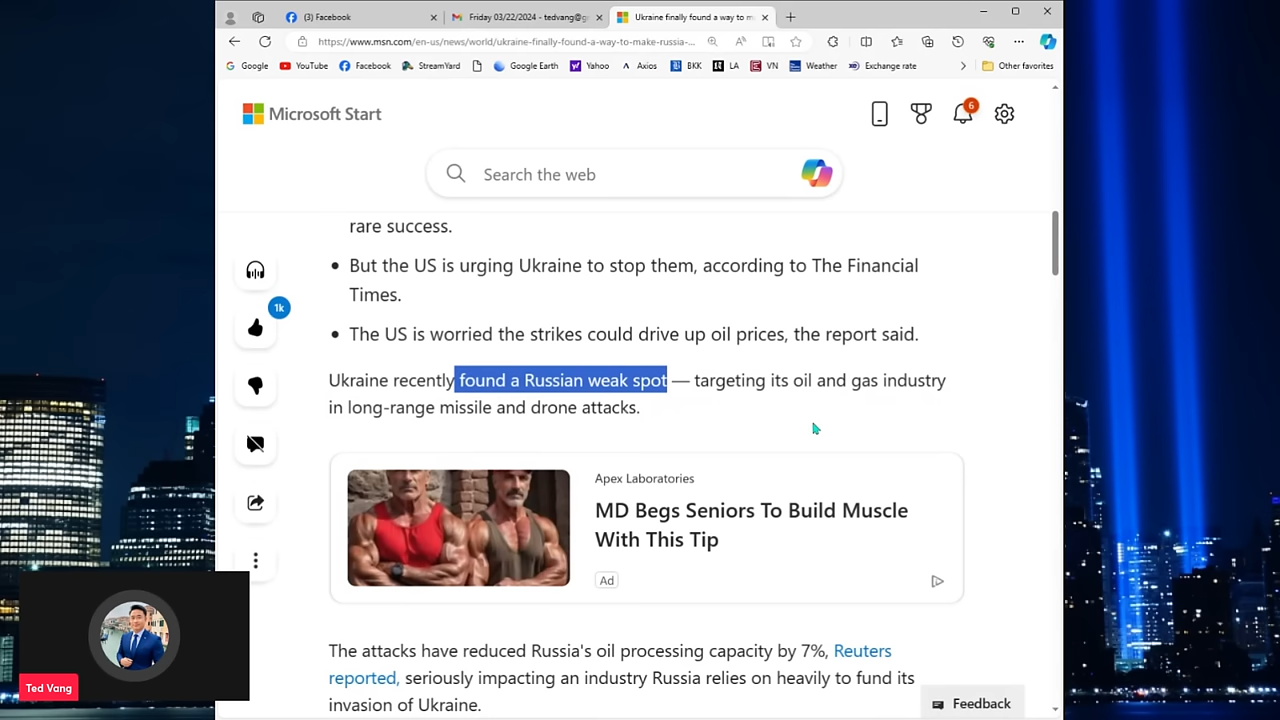 (3) Facebook
Friday 03/22/2024 - tedvang@g
Ukraine finally found a way to m
https://www.msn.com/en-us/news/world/ukraine-finally-found-a-way-to-make-russia-...
Google
YouTube
Facebook
StreamYard
Google Earth
Yahoo
Axios
BKK
LA
VN
Weather
Exchange rate
Other favorites
Microsoft Start
6
Search the web
rare success.
But the US is urging Ukraine to stop them, according to The Financial
Times.
1k
The US is worried the strikes could drive up oil prices, the report said.
Ukraine recently found a Russian weak spot — targeting its oil and gas industry
in long-range missile and drone attacks.
Apex Laboratories
MD Begs Seniors To Build Muscle
With This Tip
Ad
The attacks have reduced Russia's oil processing capacity by 7%, Reuters
reported, seriously impacting an industry Russia relies on heavily to fund its
invasion of Ukraine.
Feedback
Ted Vang